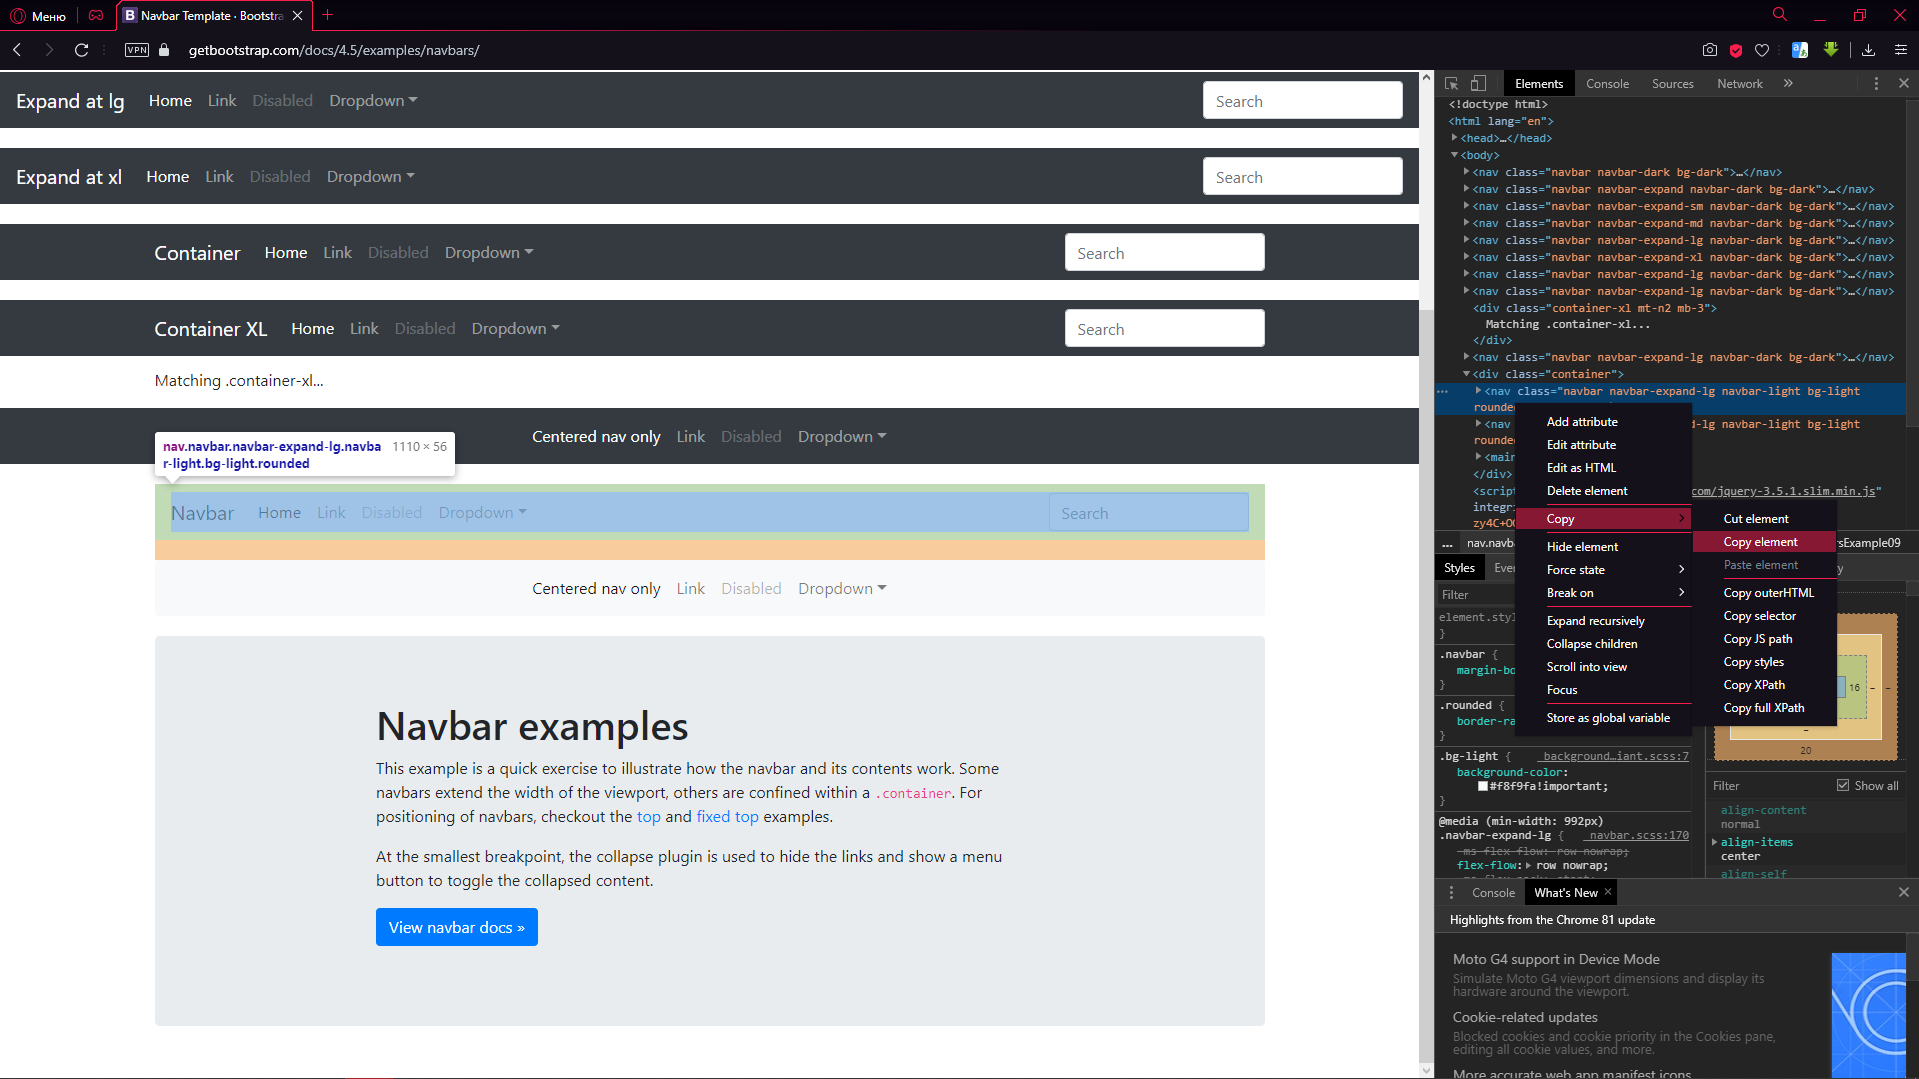 Меню
Navbar Template · Bootstra
VPN
getbootstrap.com/docs/4.5/examples/navbars/
Expand at lg Home Link Disabled Dropdown Search
Expand at xl Home Link Disabled Dropdown Search
Container Home Link Disabled Dropdown Search
Container XL Home Link Disabled Dropdown Search
Matching .container-xl...
Centered nav only Link Disabled Dropdown
nav.navbar.navbar-expand-lg.navba 1110 × 56
r-light.bg-light.rounded
Navbar Home Link Disabled Dropdown Search
Centered nav only Link Disabled Dropdown
Navbar examples
This example is a quick exercise to illustrate how the navbar and its contents work. Some
navbars extend the width of the viewport, others are confined within a .container. For
positioning of navbars, checkout the top and fixed top examples.
At the smallest breakpoint, the collapse plugin is used to hide the links and show a menu
button to toggle the collapsed content.
View navbar docs »
Elements Console Sources Network »
<!doctype html>
<html lang="en">
<head>…</head>
<body>
<nav class="navbar navbar-dark bg-dark">…</nav>
<nav class="navbar navbar-expand navbar-dark bg-dark">…</nav>
<nav class="navbar navbar-expand-sm navbar-dark bg-dark">…</nav>
<nav class="navbar navbar-expand-md navbar-dark bg-dark">…</nav>
<nav class="navbar navbar-expand-lg navbar-dark bg-dark">…</nav>
<nav class="navbar navbar-expand-xl navbar-dark bg-dark">…</nav>
<nav class="navbar navbar-expand-lg navbar-dark bg-dark">…</nav>
<nav class="navbar navbar-expand-lg navbar-dark bg-dark">…</nav>
<div class="container-xl mt-n2 mb-3">
Matching .container-xl...
</div>
<nav class="navbar navbar-expand-lg navbar-dark bg-dark">…</nav>
<div class="container">
<nav class="navbar navbar-expand-lg navbar-light bg-light
rounde
<nav -lg navbar-light bg-light
rounde
<mai
</div>
<script com/jquery-3.5.1.slim.min.js"
integri
zy4C+O
... nav.navb sExample09
Add attribute
Edit attribute
Edit as HTML
Delete element
Copy
Hide element
Force state
Break on
Expand recursively
Collapse children
Scroll into view
Focus
Store as global variable
Cut element
Copy element
Paste element
Copy outerHTML
Copy selector
Copy JS path
Copy styles
Copy XPath
Copy full XPath
Styles Eve y
Filter
element.sty
}
.navbar {
margin-bo
}
.rounded {
border-ra
}
.bg-light { _background…iant.scss:7
background-color:
#f8f9fa!important;
}
@media (min-width: 992px)
.navbar-expand-lg { _navbar.scss:170
-ms-flex-flow: row nowrap;
flex-flow: row nowrap;
16 – –
–
20
Filter Show all
align-content
normal
align-items
center
align-self
Console What's New ×
Highlights from the Chrome 81 update
Moto G4 support in Device Mode
Simulate Moto G4 viewport dimensions and display its
hardware around the viewport.
Cookie-related updates
Blocked cookies and cookie priority in the Cookies pane,
editing all cookie values, and more.
More accurate web app manifest icons